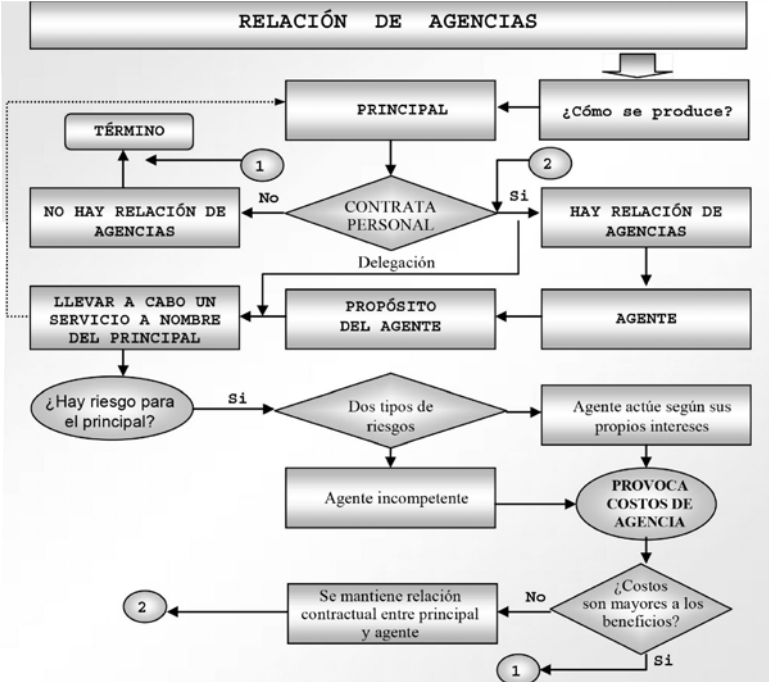 RELACIÓN DE AGENCIAS
PRINCIPAL
¿Cómo se produce?
TÉRMINO
1
2
No
CONTRATA
PERSONAL
Si
NO HAY RELACIÓN DE
AGENCIAS
HAY RELACIÓN DE
AGENCIAS
Delegación
LLEVAR A CABO UN
SERVICIO A NOMBRE
DEL PRINCIPAL
PROPÓSITO
DEL AGENTE
AGENTE
¿Hay riesgo para
el principal?
Si
Dos tipos de
riesgos
Agente actúe según sus
propios intereses
Agente incompetente
PROVOCA
COSTOS DE
AGENCIA
2
Se mantiene relación
contractual entre principal
y agente
No
¿Costos
son mayores a los
beneficios?
Si
1